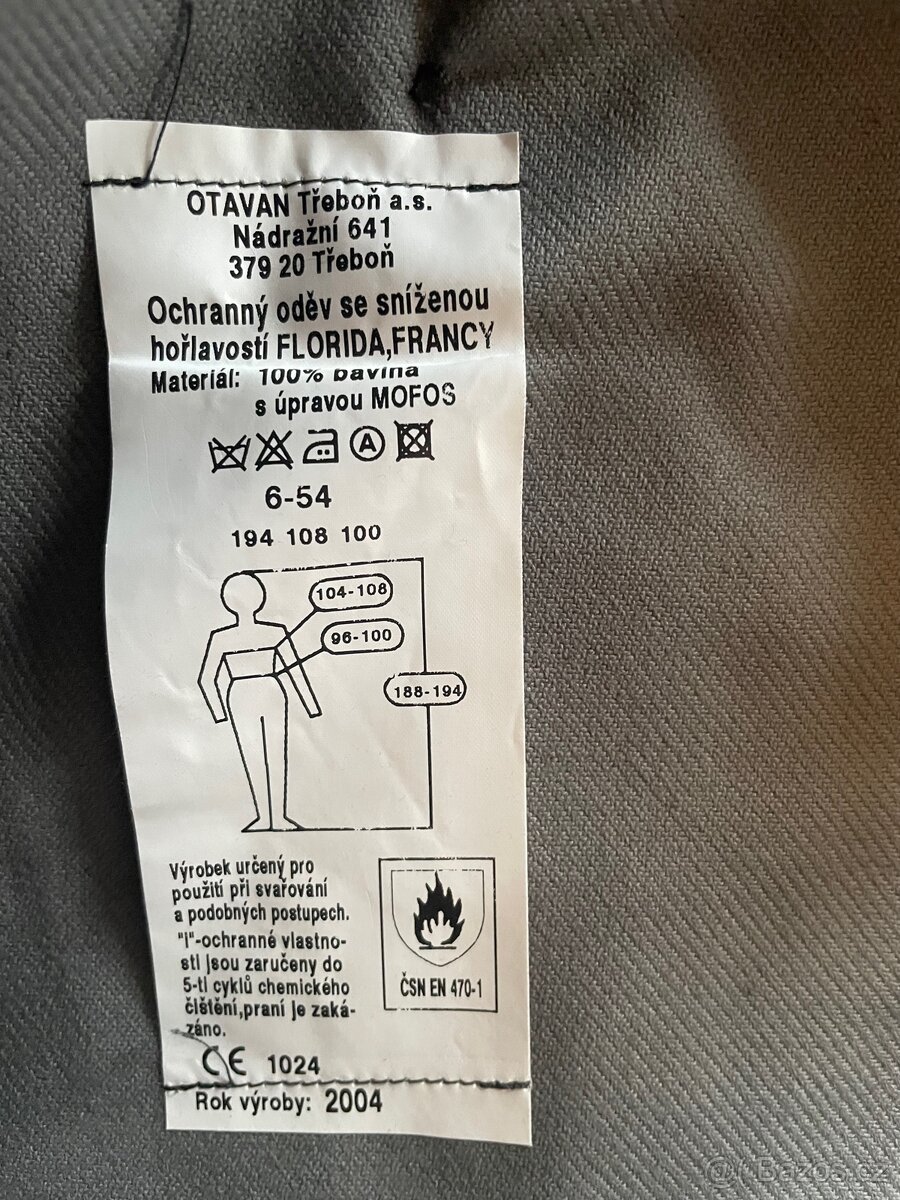 OTAVAN Třeboň a.s.
Nádražní 641
379 20 Třeboň
Ochranný oděv se sníženou
hořlavostí FLORIDA,FRANCY
Materiál: 100% bavlna
s úpravou MOFOS
A
6-54
194 108 100
104-108
96-100
188-194
Výrobek určený pro
použití při svařování
a podobných postupech.
"i"-ochranné vlastno-
sti jsou zaručeny do
5-ti cyklů chemického
čištění,praní je zaká-
záno.
ČSN EN 470-1
CE 1024
Rok výroby: 2004
@ Bazos.cz